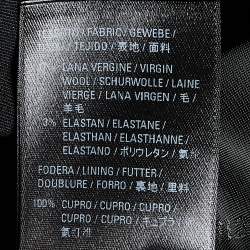 / FABRIC / GEWEBE /
/ TEJIDO / 表地 / 面料
LANA VERGINE / VIRGIN
WOOL / SCHURWOLLE / LAINE
VIERGE / LANA VIRGEN / 毛 /
羊毛
3% ELASTAN / ELASTANE /
ELASTHAN / ELASTHANNE /
ELASTANO / ポリウレタン / 氨
FODERA / LINING / FUTTER /
DOUBLURE / FORRO / 裏地 / 里料
100% CUPRO / CUPRO / CUPRO /
CUPRO / CUPRO / キュプラ /